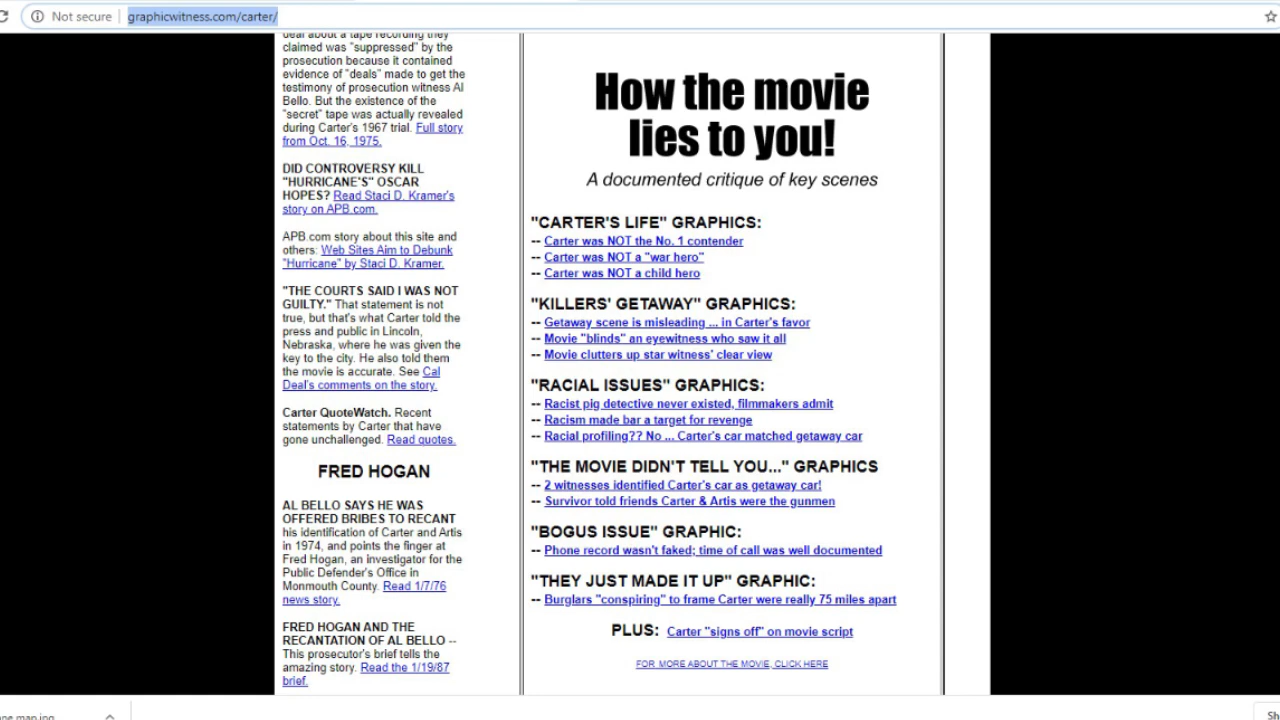 Not secure
graphicwitness.com/carter/
deal about a tape recording they
claimed was "suppressed" by the
prosecution because it contained
evidence of "deals" made to get the
testimony of prosecution witness Al
Bello. But the existence of the
"secret" tape was actually revealed
during Carter's 1967 trial. Full story
from Oct. 16, 1975.
DID CONTROVERSY KILL
"HURRICANE'S" OSCAR
HOPES? Read Staci D. Kramer's
story on APB.com.
APB.com story about this site and
others: Web Sites Aim to Debunk
"Hurricane" by Staci D. Kramer.
"THE COURTS SAID I WAS NOT
GUILTY." That statement is not
true, but that's what Carter told the
press and public in Lincoln,
Nebraska, where he was given the
key to the city. He also told them
the movie is accurate. See Cal
Deal's comments on the story.
Carter QuoteWatch. Recent
statements by Carter that have
gone unchallenged. Read quotes.
FRED HOGAN
AL BELLO SAYS HE WAS
OFFERED BRIBES TO RECANT
his identification of Carter and Artis
in 1974, and points the finger at
Fred Hogan, an investigator for the
Public Defender's Office in
Monmouth County. Read 1/7/76
news story.
FRED HOGAN AND THE
RECANTATION OF AL BELLO --
This prosecutor's brief tells the
amazing story. Read the 1/19/87
brief.
How the movie
lies to you!
A documented critique of key scenes
"CARTER'S LIFE" GRAPHICS:
-- Carter was NOT the No. 1 contender
-- Carter was NOT a "war hero"
-- Carter was NOT a child hero
"KILLERS' GETAWAY" GRAPHICS:
-- Getaway scene is misleading ... in Carter's favor
-- Movie "blinds" an eyewitness who saw it all
-- Movie clutters up star witness' clear view
"RACIAL ISSUES" GRAPHICS:
-- Racist pig detective never existed, filmmakers admit
-- Racism made bar a target for revenge
-- Racial profiling?? No ... Carter's car matched getaway car
"THE MOVIE DIDN'T TELL YOU..." GRAPHICS
-- 2 witnesses identified Carter's car as getaway car!
-- Survivor told friends Carter & Artis were the gunmen
"BOGUS ISSUE" GRAPHIC:
-- Phone record wasn't faked; time of call was well documented
"THEY JUST MADE IT UP" GRAPHIC:
-- Burglars "conspiring" to frame Carter were really 75 miles apart
PLUS: Carter "signs off" on movie script
FOR MORE ABOUT THE MOVIE, CLICK HERE